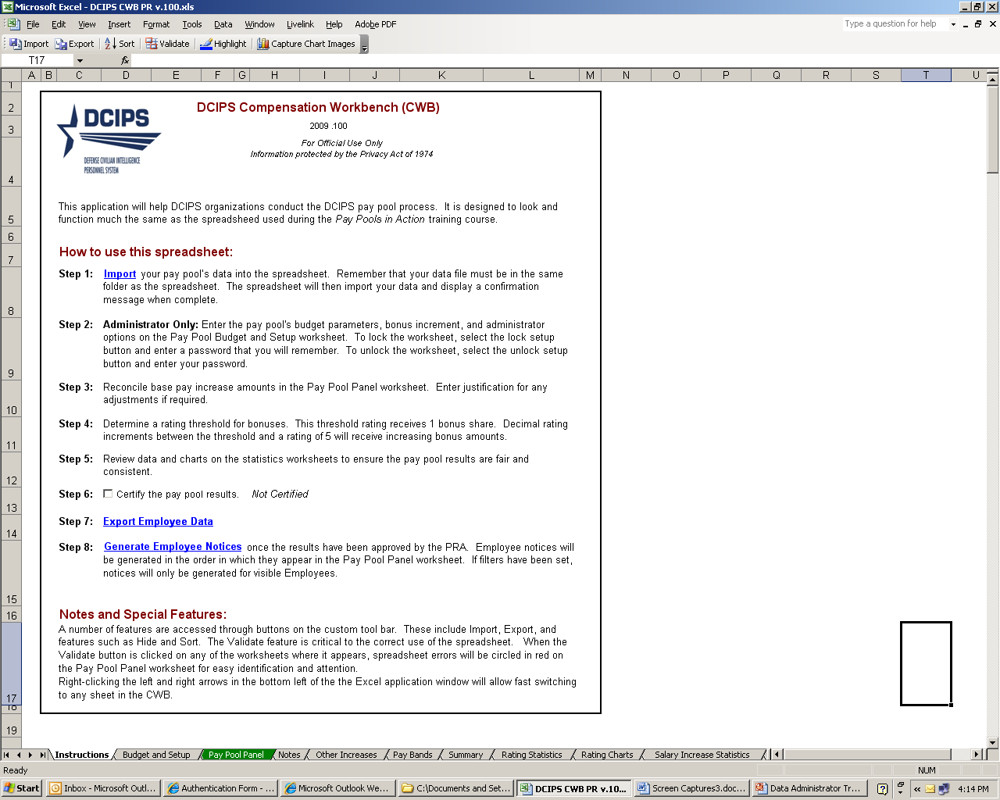 Microsoft Excel - DCIPS CWB PR v.100.xls
File Edit View Insert Format Tools Data Window Livelink Help Adobe PDF
Type a question for help
Import Export Sort Validate Highlight Capture Chart Images
T17 fx
A B C D E F G H I J K L M N O P Q R S T U
1
2
3
4
5
6
7
8
9
10
11
12
13
14
15
16
17
18
19
DCIPS
DEFENSE CIVILIAN INTELLIGENCE
PERSONNEL SYSTEM
DCIPS Compensation Workbench (CWB)
2009 .100
For Official Use Only
Information protected by the Privacy Act of 1974
This application will help DCIPS organizations conduct the DCIPS pay pool process. It is designed to look and
function much the same as the spreadsheed used during the Pay Pools in Action training course.
How to use this spreadsheet:
Step 1: Import your pay pool's data into the spreadsheet. Remember that your data file must be in the same
folder as the spreadsheet. The spreadsheet will then import your data and display a confirmation
message when complete.
Step 2: Administrator Only: Enter the pay pool's budget parameters, bonus increment, and administrator
options on the Pay Pool Budget and Setup worksheet. To lock the worksheet, select the lock setup
button and enter a password that you will remember. To unlock the worksheet, select the unlock setup
button and enter your password.
Step 3: Reconcile base pay increase amounts in the Pay Pool Panel worksheet. Enter justification for any
adjustments if required.
Step 4: Determine a rating threshold for bonuses. This threshold rating receives 1 bonus share. Decimal rating
increments between the threshold and a rating of 5 will receive increasing bonus amounts.
Step 5: Review data and charts on the statistics worksheets to ensure the pay pool results are fair and
consistent.
Step 6: Certify the pay pool results. Not Certified
Step 7: Export Employee Data
Step 8: Generate Employee Notices once the results have been approved by the PRA. Employee notices will
be generated in the order in which they appear in the Pay Pool Panel worksheet. If filters have been set,
notices will only be generated for visible Employees.
Notes and Special Features:
A number of features are accessed through buttons on the custom tool bar. These include Import, Export, and
features such as Hide and Sort. The Validate feature is critical to the correct use of the spreadsheet. When the
Validate button is clicked on any of the worksheets where it appears, spreadsheet errors will be circled in red on
the Pay Pool Panel worksheet for easy identification and attention.
Right-clicking the left and right arrows in the bottom left of the the Excel application window will allow fast switching
to any sheet in the CWB.
Instructions Budget and Setup Pay Pool Panel Notes Other Increases Pay Bands Summary Rating Statistics Rating Charts Salary Increase Statistics
Ready NUM
Start Inbox - Microsoft Outl... Authentication Form - ... Microsoft Outlook We... C:\Documents and Set... DCIPS CWB PR v.10... Screen Captures3.doc... Data Administrator Tr... « 4:14 PM